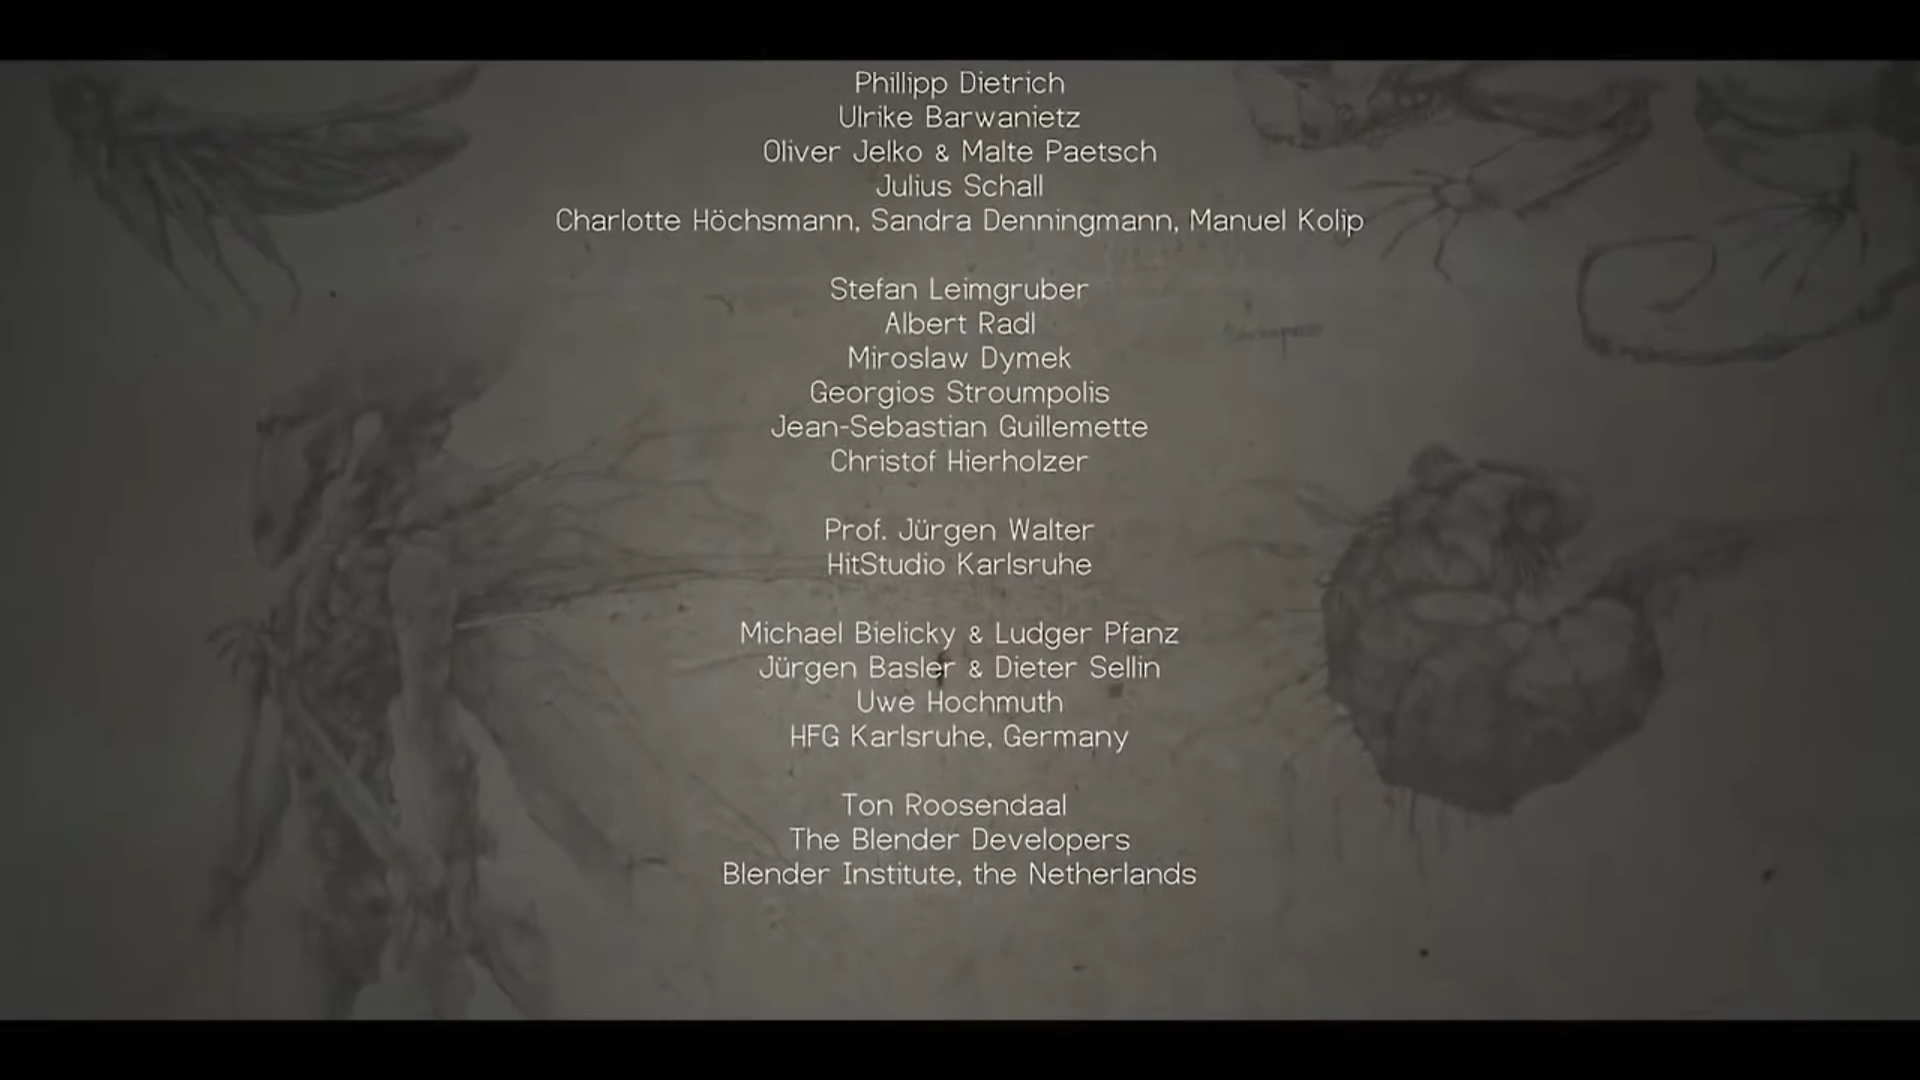 Phillipp Dietrich
Ulrike Barwanietz
Oliver Jelko & Malte Paetsch
Julius Schall
Charlotte Höchsmann, Sandra Denningmann, Manuel Kolip
Stefan Leimgruber
Albert Radl
Miroslaw Dymek
Georgios Stroumpolis
Jean-Sebastian Guillemette
Christof Hierholzer
Prof. Jürgen Walter
HitStudio Karlsruhe
Michael Bielicky & Ludger Pfanz
Jürgen Basler & Dieter Sellin
Uwe Hochmuth
HFG Karlsruhe, Germany
Ton Roosendaal
The Blender Developers
Blender Institute, the Netherlands